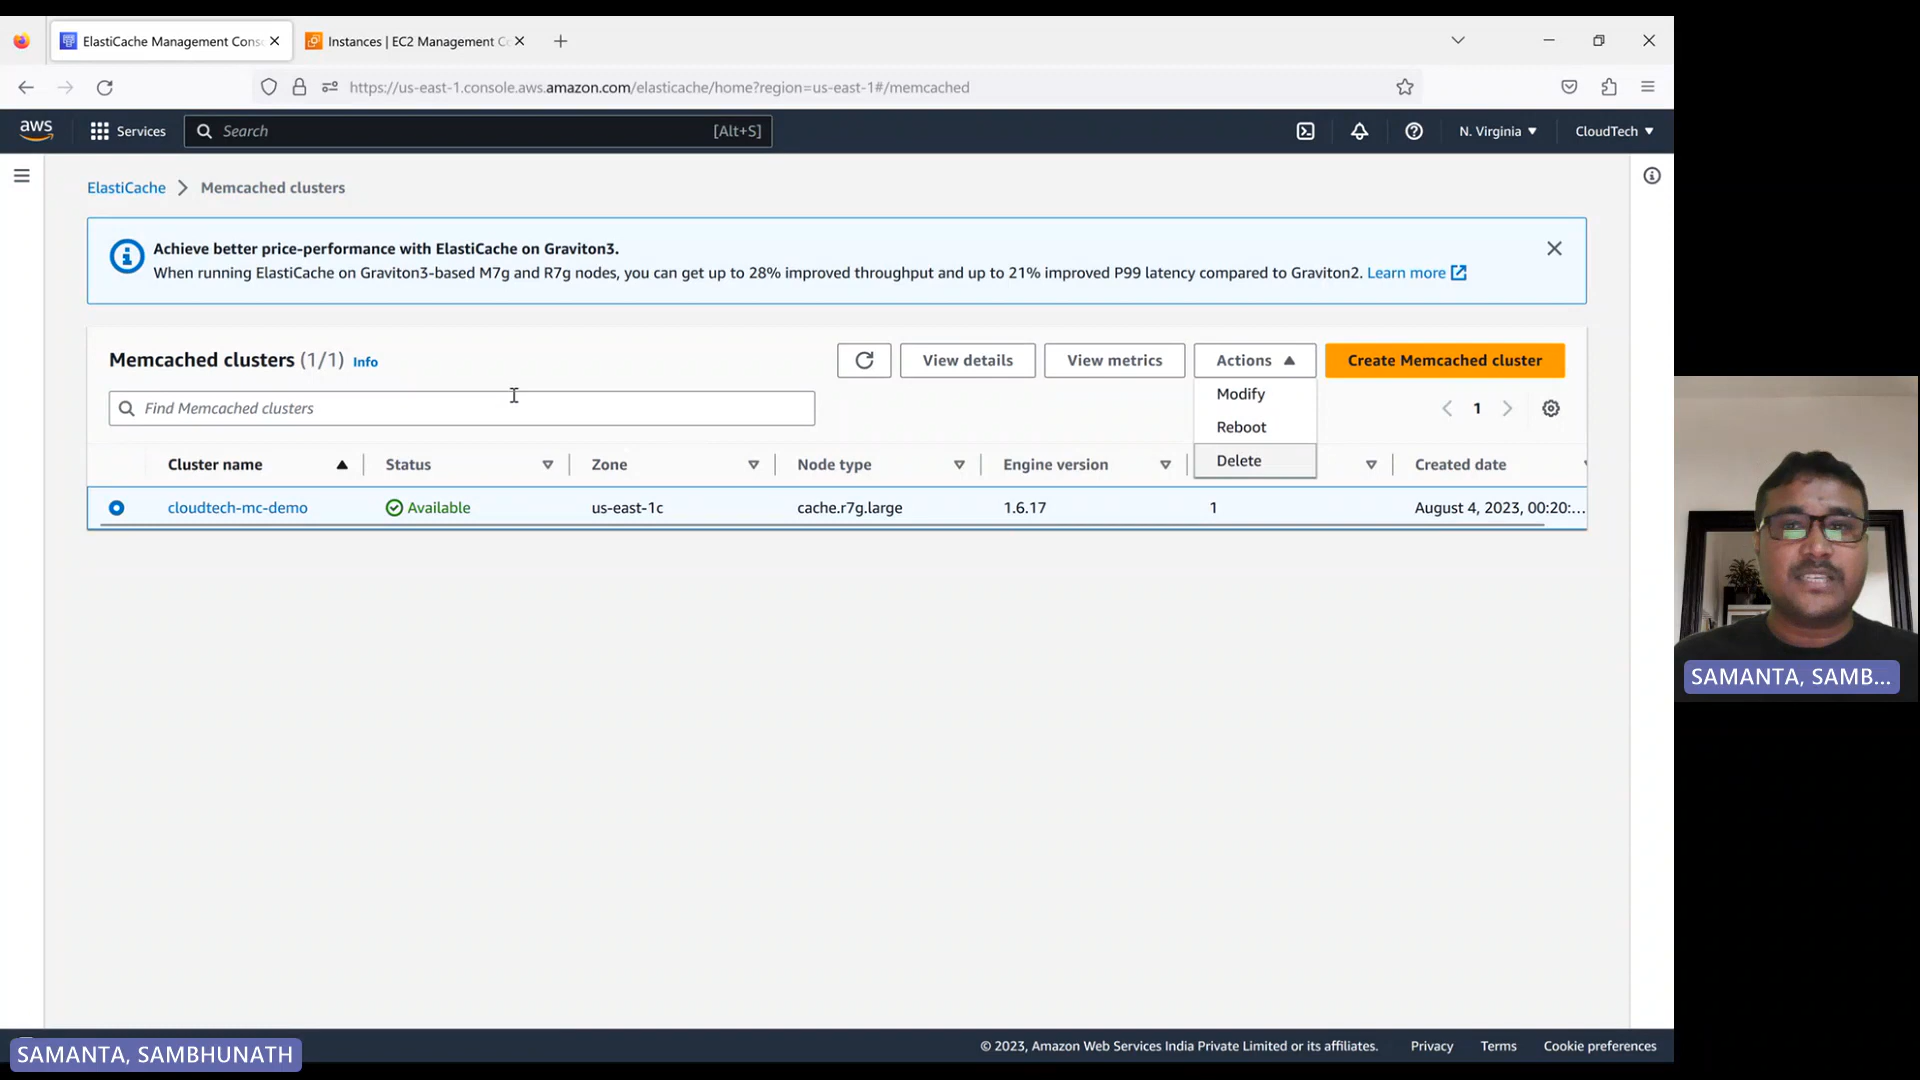 ElastiCache Management Cons
Instances | EC2 Management Co
https://us-east-1.console.aws.amazon.com/elasticache/home?region=us-east-1#/memcached
aws
Services
Search
[Alt+S]
N. Virginia
CloudTech
ElastiCache
Memcached clusters
Achieve better price-performance with ElastiCache on Graviton3.
When running ElastiCache on Graviton3-based M7g and R7g nodes, you can get up to 28% improved throughput and up to 21% improved P99 latency compared to Graviton2. Learn more
Memcached clusters (1/1) Info
View details
View metrics
Actions
Create Memcached cluster
Modify
Reboot
Delete
Find Memcached clusters
1
Cluster name
Status
Zone
Node type
Engine version
Created date
cloudtech-mc-demo
Available
us-east-1c
cache.r7g.large
1.6.17
1
August 4, 2023, 00:20:...
SAMANTA, SAMB...
© 2023, Amazon Web Services India Private Limited or its affiliates.
Privacy
Terms
Cookie preferences
SAMANTA, SAMBHUNATH